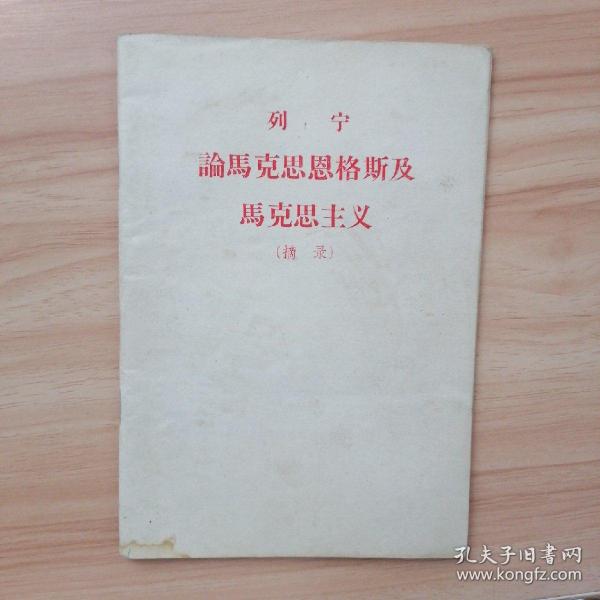 列 宁
論馬克思恩格斯及
馬克思主义
(摘 录)
孔夫子旧書网
www.kongfz.com